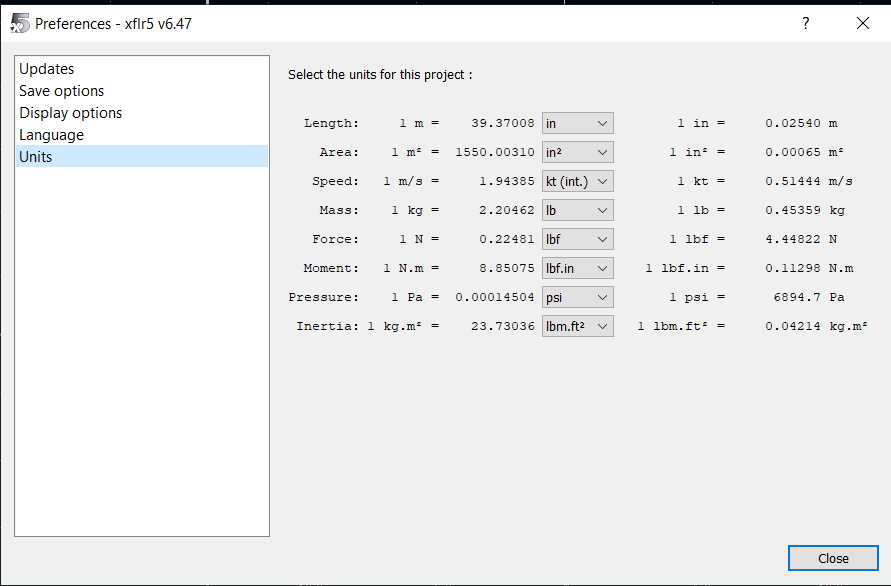 Preferences - xflr5 v6.47
?
Updates
Save options
Display options
Language
Units
Select the units for this project :
Length: 1 m = 39.37008 in 1 in = 0.02540 m
Area: 1 m² = 1550.00310 in² 1 in² = 0.00065 m²
Speed: 1 m/s = 1.94385 kt (int.) 1 kt = 0.51444 m/s
Mass: 1 kg = 2.20462 lb 1 lb = 0.45359 kg
Force: 1 N = 0.22481 lbf 1 lbf = 4.44822 N
Moment: 1 N.m = 8.85075 lbf.in 1 lbf.in = 0.11298 N.m
Pressure: 1 Pa = 0.00014504 psi 1 psi = 6894.7 Pa
Inertia: 1 kg.m² = 23.73036 lbm.ft² 1 lbm.ft² = 0.04214 kg.m²
Close